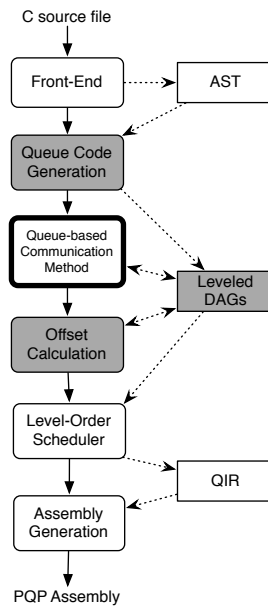 C source file
Front-End
AST
Queue Code
Generation
Queue-based
Communication
Method
Leveled
DAGs
Offset
Calculation
Level-Order
Scheduler
QIR
Assembly
Generation
PQP Assembly